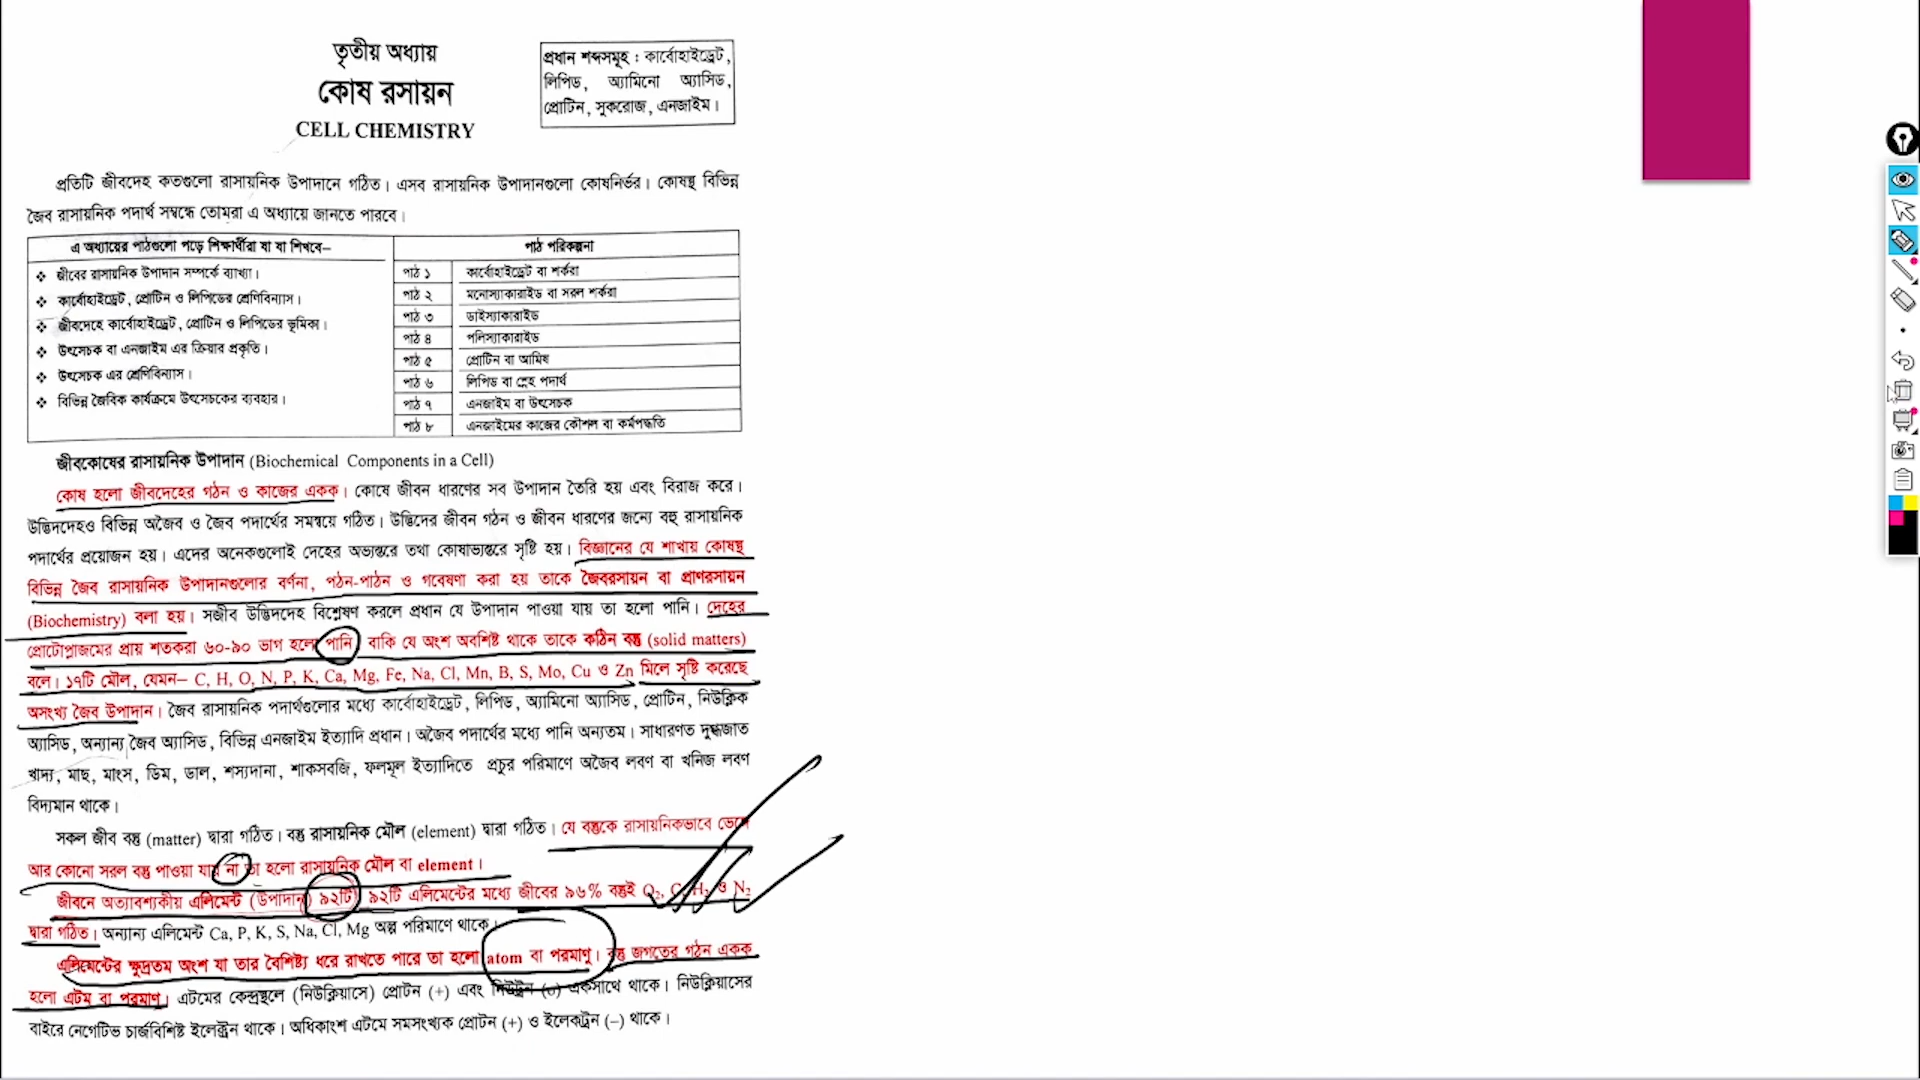 তৃতীয় অধ্যায়
কোষ রসায়ন
CELL CHEMISTRY
প্রধান শব্দসমূহ : কার্বোহাইড্রেট,
লিপিড, অ্যামিনো অ্যাসিড,
প্রোটিন, সুকরোজ, এনজাইম।
প্রতিটি জীবদেহ কতগুলো রাসায়নিক উপাদানে গঠিত। এসব রাসায়নিক উপাদানগুলো কোষনির্ভর। কোষস্থ বিভিন্ন
জৈব রাসায়নিক পদার্থ সম্বন্ধে তোমরা এ অধ্যায়ে জানতে পারবে।
এ অধ্যায়ের পাঠগুলো পড়ে শিক্ষার্থীরা যা যা শিখবে–
❖ জীবের রাসায়নিক উপাদান সম্পর্কে ব্যাখ্যা।
❖ কার্বোহাইড্রেট, প্রোটিন ও লিপিডের শ্রেণিবিন্যাস।
❖ জীবদেহে কার্বোহাইড্রেট, প্রোটিন ও লিপিডের ভূমিকা।
❖ উৎসেচক বা এনজাইম এর ক্রিয়ার প্রকৃতি।
❖ উৎসেচক এর শ্রেণিবিন্যাস।
❖ বিভিন্ন জৈবিক কার্যক্রমে উৎসেচকের ব্যবহার।
পাঠ পরিকল্পনা
পাঠ ১ কার্বোহাইড্রেট বা শর্করা
পাঠ ২ মনোস্যাকারাইড বা সরল শর্করা
পাঠ ৩ ডাইস্যাকারাইড
পাঠ ৪ পলিস্যাকারাইড
পাঠ ৫ প্রোটিন বা আমিষ
পাঠ ৬ লিপিড বা স্নেহ পদার্থ
পাঠ ৭ এনজাইম বা উৎসেচক
পাঠ ৮ এনজাইমের কাজের কৌশল বা কর্মপদ্ধতি
জীবকোষের রাসায়নিক উপাদান (Biochemical Components in a Cell)
কোষ হলো জীবদেহের গঠন ও কাজের একক। কোষে জীবন ধারণের সব উপাদান তৈরি হয় এবং বিরাজ করে।
উদ্ভিদদেহও বিভিন্ন অজৈব ও জৈব পদার্থের সমন্বয়ে গঠিত। উদ্ভিদের জীবন গঠন ও জীবন ধারণের জন্যে বহু রাসায়নিক
পদার্থের প্রয়োজন হয়। এদের অনেকগুলোই দেহের অভ্যন্তরে তথা কোষাভ্যন্তরে সৃষ্টি হয়। বিজ্ঞানের যে শাখায় কোষস্থ
বিভিন্ন জৈব রাসায়নিক উপাদানগুলোর বর্ণনা, পঠন-পাঠন ও গবেষণা করা হয় তাকে জৈবরসায়ন বা প্রাণরসায়ন
(Biochemistry) বলা হয়। সজীব উদ্ভিদদেহ বিশ্লেষণ করলে প্রধান যে উপাদান পাওয়া যায় তা হলো পানি। দেহের
প্রোটোপ্লাজমের প্রায় শতকরা ৬০-৯০ ভাগ হলো পানি বাকি যে অংশ অবশিষ্ট থাকে তাকে কঠিন বস্তু (solid matters)
বলে। ১৭টি মৌল, যেমন– C, H, O, N, P, K, Ca, Mg, Fe, Na, Cl, Mn, B, S, Mo, Cu ও Zn মিলে সৃষ্টি করেছে
অসংখ্য জৈব উপাদান। জৈব রাসায়নিক পদার্থগুলোর মধ্যে কার্বোহাইড্রেট, লিপিড, অ্যামিনো অ্যাসিড, প্রোটিন, নিউক্লিক
অ্যাসিড, অন্যান্য জৈব অ্যাসিড, বিভিন্ন এনজাইম ইত্যাদি প্রধান। অজৈব পদার্থের মধ্যে পানি অন্যতম। সাধারণত দুগ্ধজাত
খাদ্য, মাছ, মাংস, ডিম, ডাল, শস্যদানা, শাকসবজি, ফলমূল ইত্যাদিতে প্রচুর পরিমাণে অজৈব লবণ বা খনিজ লবণ
বিদ্যমান থাকে।
সকল জীব বস্তু (matter) দ্বারা গঠিত। বস্তু রাসায়নিক মৌল (element) দ্বারা গঠিত। যে বস্তুকে রাসায়নিকভাবে ভেঙ্গে
আর কোনো সরল বস্তু পাওয়া যায় না তা হলো রাসায়নিক মৌল বা element।
জীবনে অত্যাবশ্যকীয় এলিমেন্ট (উপাদান) ৯২টি। ৯২টি এলিমেন্টের মধ্যে জীবের ৯৬% বস্তুই O₂, C, H₂ ও N₂
দ্বারা গঠিত। অন্যান্য এলিমেন্ট Ca, P, K, S, Na, Cl, Mg অল্প পরিমাণে থাকে।
এলিমেন্টের ক্ষুদ্রতম অংশ যা তার বৈশিষ্ট্য ধরে রাখতে পারে তা হলো atom বা পরমাণু। বস্তু জগতের গঠন একক
হলো এটম বা পরমাণু। এটমের কেন্দ্রস্থলে (নিউক্লিয়াসে) প্রোটন (+) এবং নিউট্রন (o) একসাথে থাকে। নিউক্লিয়াসের
বাইরে নেগেটিভ চার্জবিশিষ্ট ইলেক্ট্রন থাকে। অধিকাংশ এটমে সমসংখ্যক প্রোটন (+) ও ইলেকট্রন (–) থাকে।